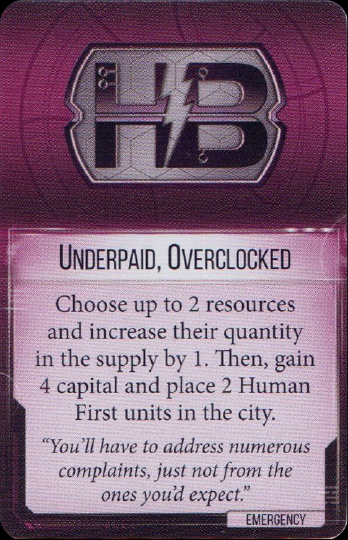 HB
UNDERPAID, OVERCLOCKED
Choose up to 2 resources
and increase their quantity
in the supply by 1. Then, gain
4 capital and place 2 Human
First units in the city.
“You’ll have to address numerous
complaints, just not from the
ones you’d expect.”
EMERGENCY